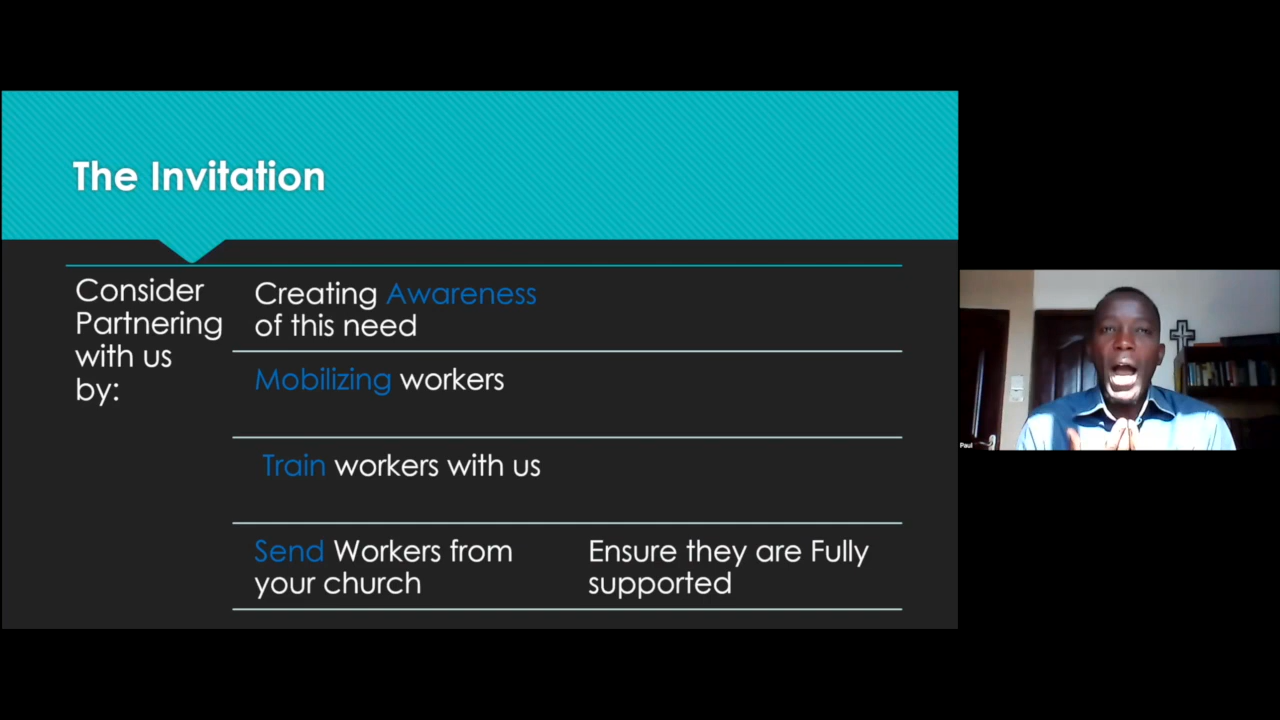 The Invitation
Consider
Partnering
with us
by:
Creating Awareness
of this need
Mobilizing workers
Train workers with us
Send Workers from
your church
Ensure they are Fully
supported
Paul